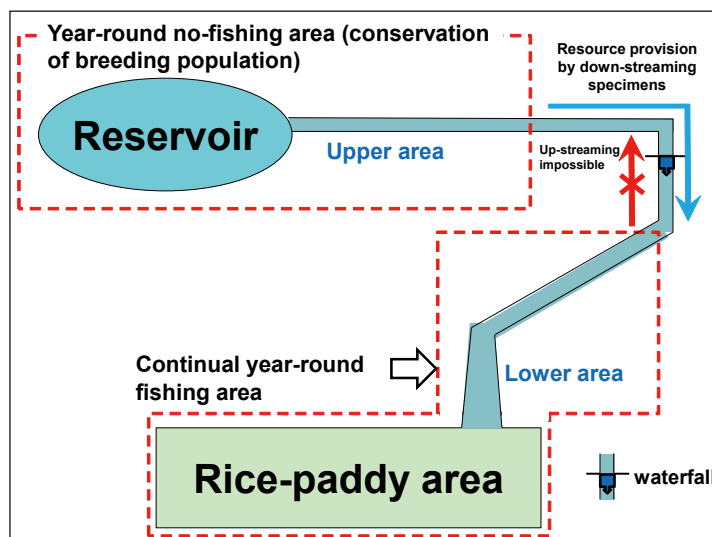 Year-round no-fishing area (conservation
of breeding population)
Resource provision
by down-streaming
specimens
Reservoir
Upper area
Up-streaming
impossible
Continual year-round
fishing area
Lower area
Rice-paddy area
waterfall